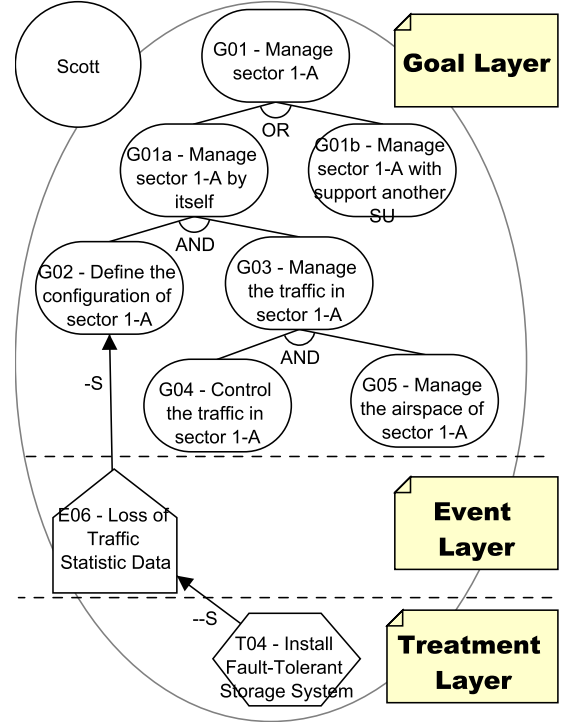 Scott
G01 - Manage
sector 1-A
Goal Layer
OR
G01a - Manage
sector 1-A by
itself
G01b - Manage
sector 1-A with
support another
SU
AND
G02 - Define the
configuration of
sector 1-A
G03 - Manage
the traffic in
sector 1-A
AND
-S
G04 - Control
the traffic in
sector 1-A
G05 - Manage
the airspace of
sector 1-A
E06 - Loss of
Traffic
Statistic Data
Event
Layer
--S
T04 - Install
Fault-Tolerant
Storage System
Treatment
Layer